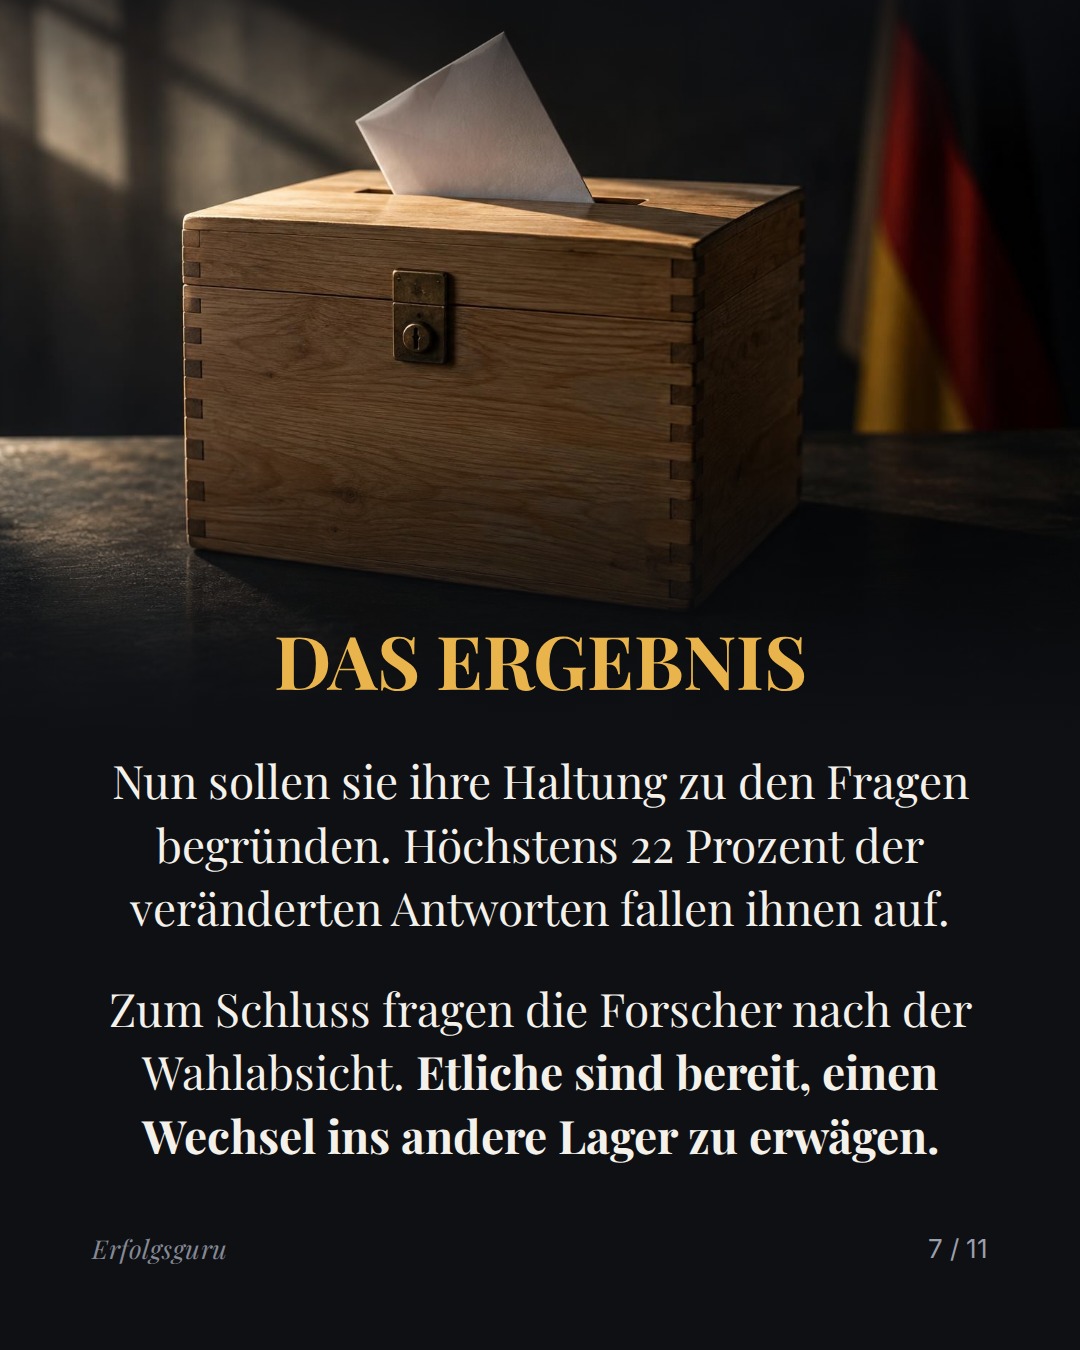 DAS ERGEBNIS
Nun sollen sie ihre Haltung zu den Fragen
begründen. Höchstens 22 Prozent der
veränderten Antworten fallen ihnen auf.
Zum Schluss fragen die Forscher nach der
Wahlabsicht. Etliche sind bereit, einen
Wechsel ins andere Lager zu erwägen.
Erfolgsguru
7 / 11